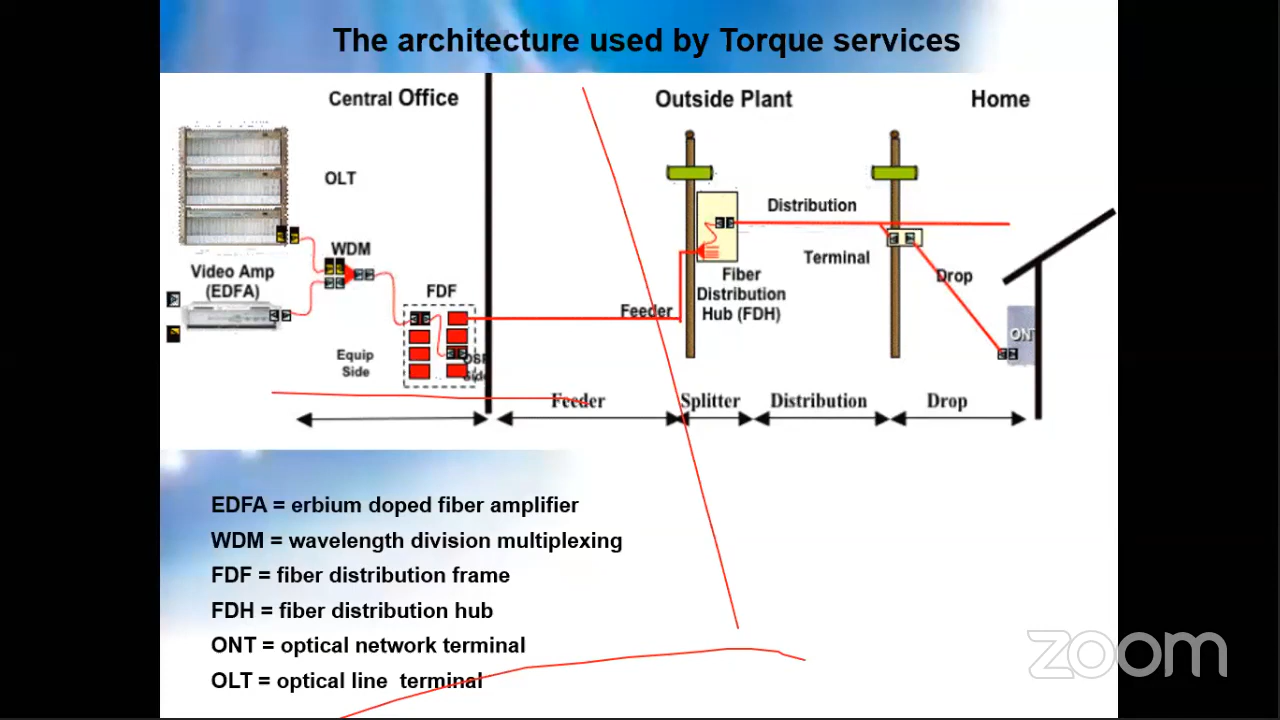 The architecture used by Torque services
Central Office
Outside Plant
Home
OLT
WDM
Video Amp
(EDFA)
FDF
Equip
Side
OSP
Side
Feeder
Distribution
Fiber
Distribution
Hub (FDH)
Terminal
Drop
ONT
Feeder
Splitter
Distribution
Drop
EDFA = erbium doped fiber amplifier
WDM = wavelength division multiplexing
FDF = fiber distribution frame
FDH = fiber distribution hub
ONT = optical network terminal
OLT = optical line terminal
zoom